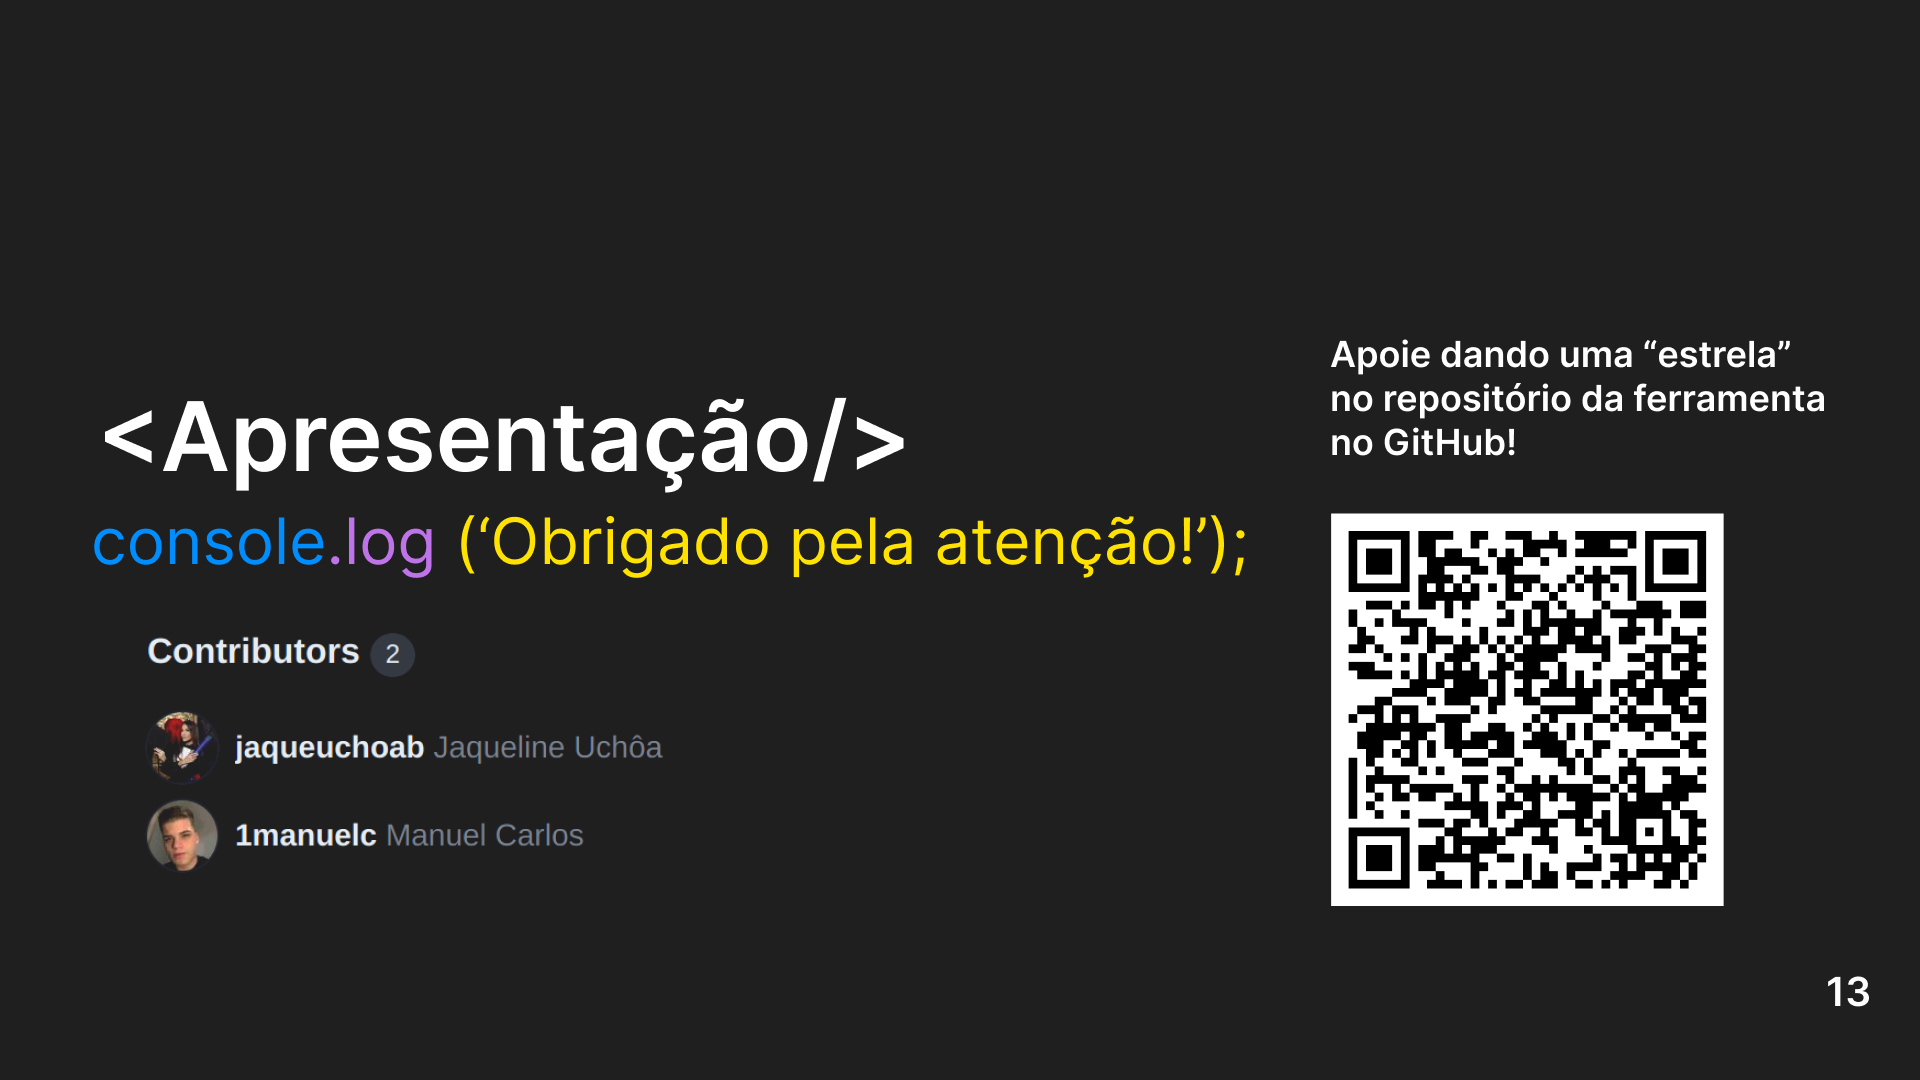 <Apresentação/>
console.log (‘Obrigado pela atenção!’);
Contributors 2
jaqueuchoab Jaqueline Uchôa
1manuelc Manuel Carlos
Apoie dando uma “estrela”
no repositório da ferramenta
no GitHub!
13